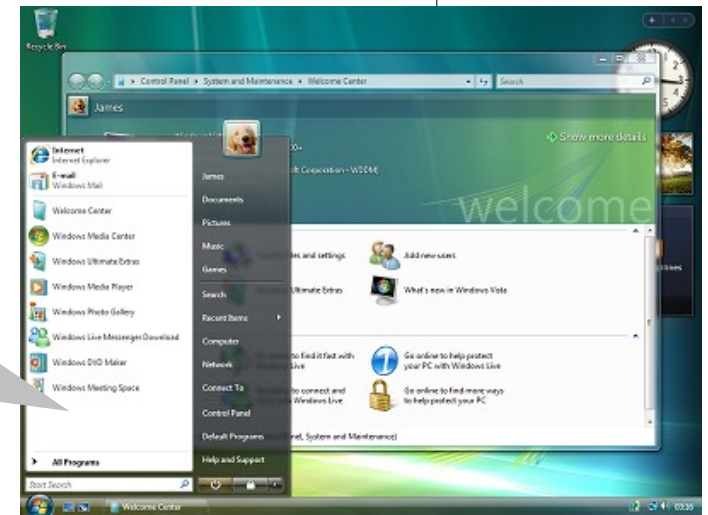 Recycle Bin
Control Panel ▸ System and Maintenance ▸ Welcome Center
Search
James
Show more details
welcome
Add new users
What's new in Windows Vista
Go online to help protect
your PC with Windows Live
Go online to find more ways
to help protect your PC
Internet
Internet Explorer
E-mail
Windows Mail
Welcome Center
Windows Media Center
Windows Ultimate Extras
Windows Media Player
Windows Photo Gallery
Windows Live Messenger Download
Windows DVD Maker
Windows Meeting Space
All Programs
Start Search
James
Documents
Pictures
Music
Games
Search
Recent Items
Computer
Network
Connect To
Control Panel
Default Programs
Help and Support
Welcome Center
03:16